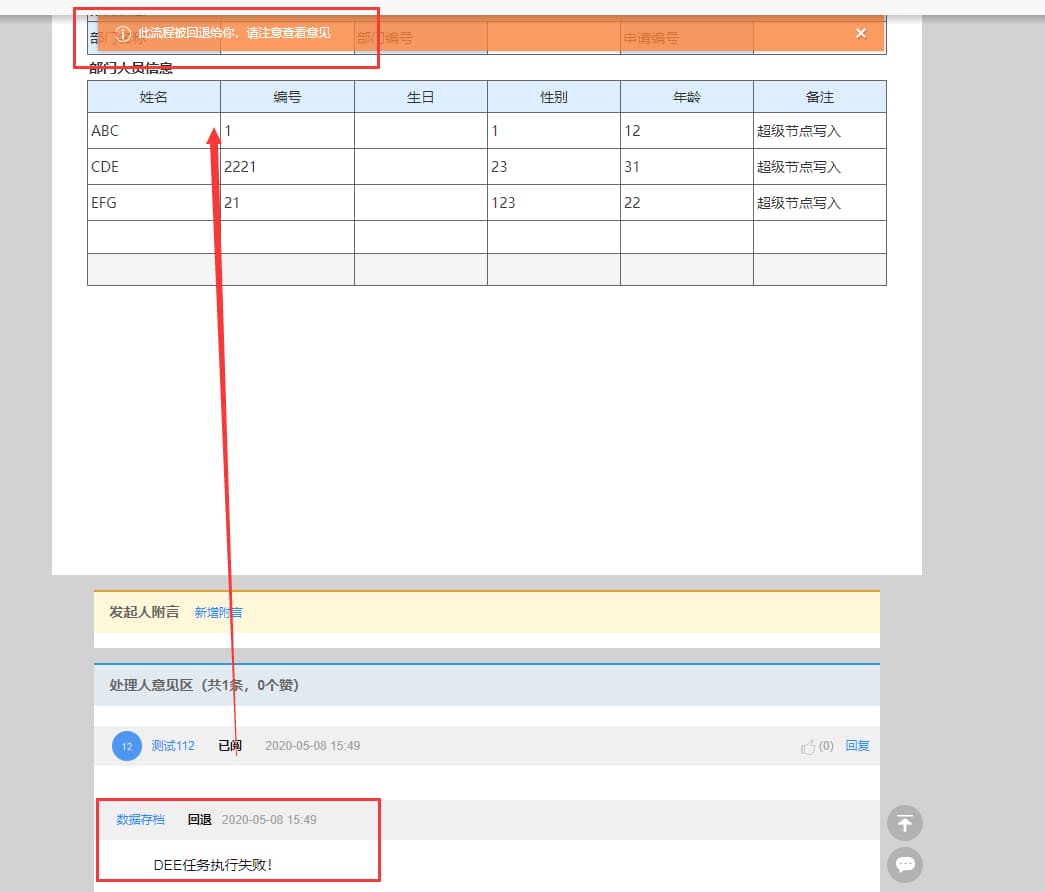 此流程被回退给你，请注意查看意见
部门编号
申请编号
部门人员信息
姓名 编号 生日 性别 年龄 备注
ABC 1 1 12 超级节点写入
CDE 2221 23 31 超级节点写入
EFG 21 123 22 超级节点写入
发起人附言 新增附言
处理人意见区（共1条，0个赞）
12 测试112 已阅 2020-05-08 15:49 (0) 回复
数据存档 回退 2020-05-08 15:49
DEE任务执行失败！